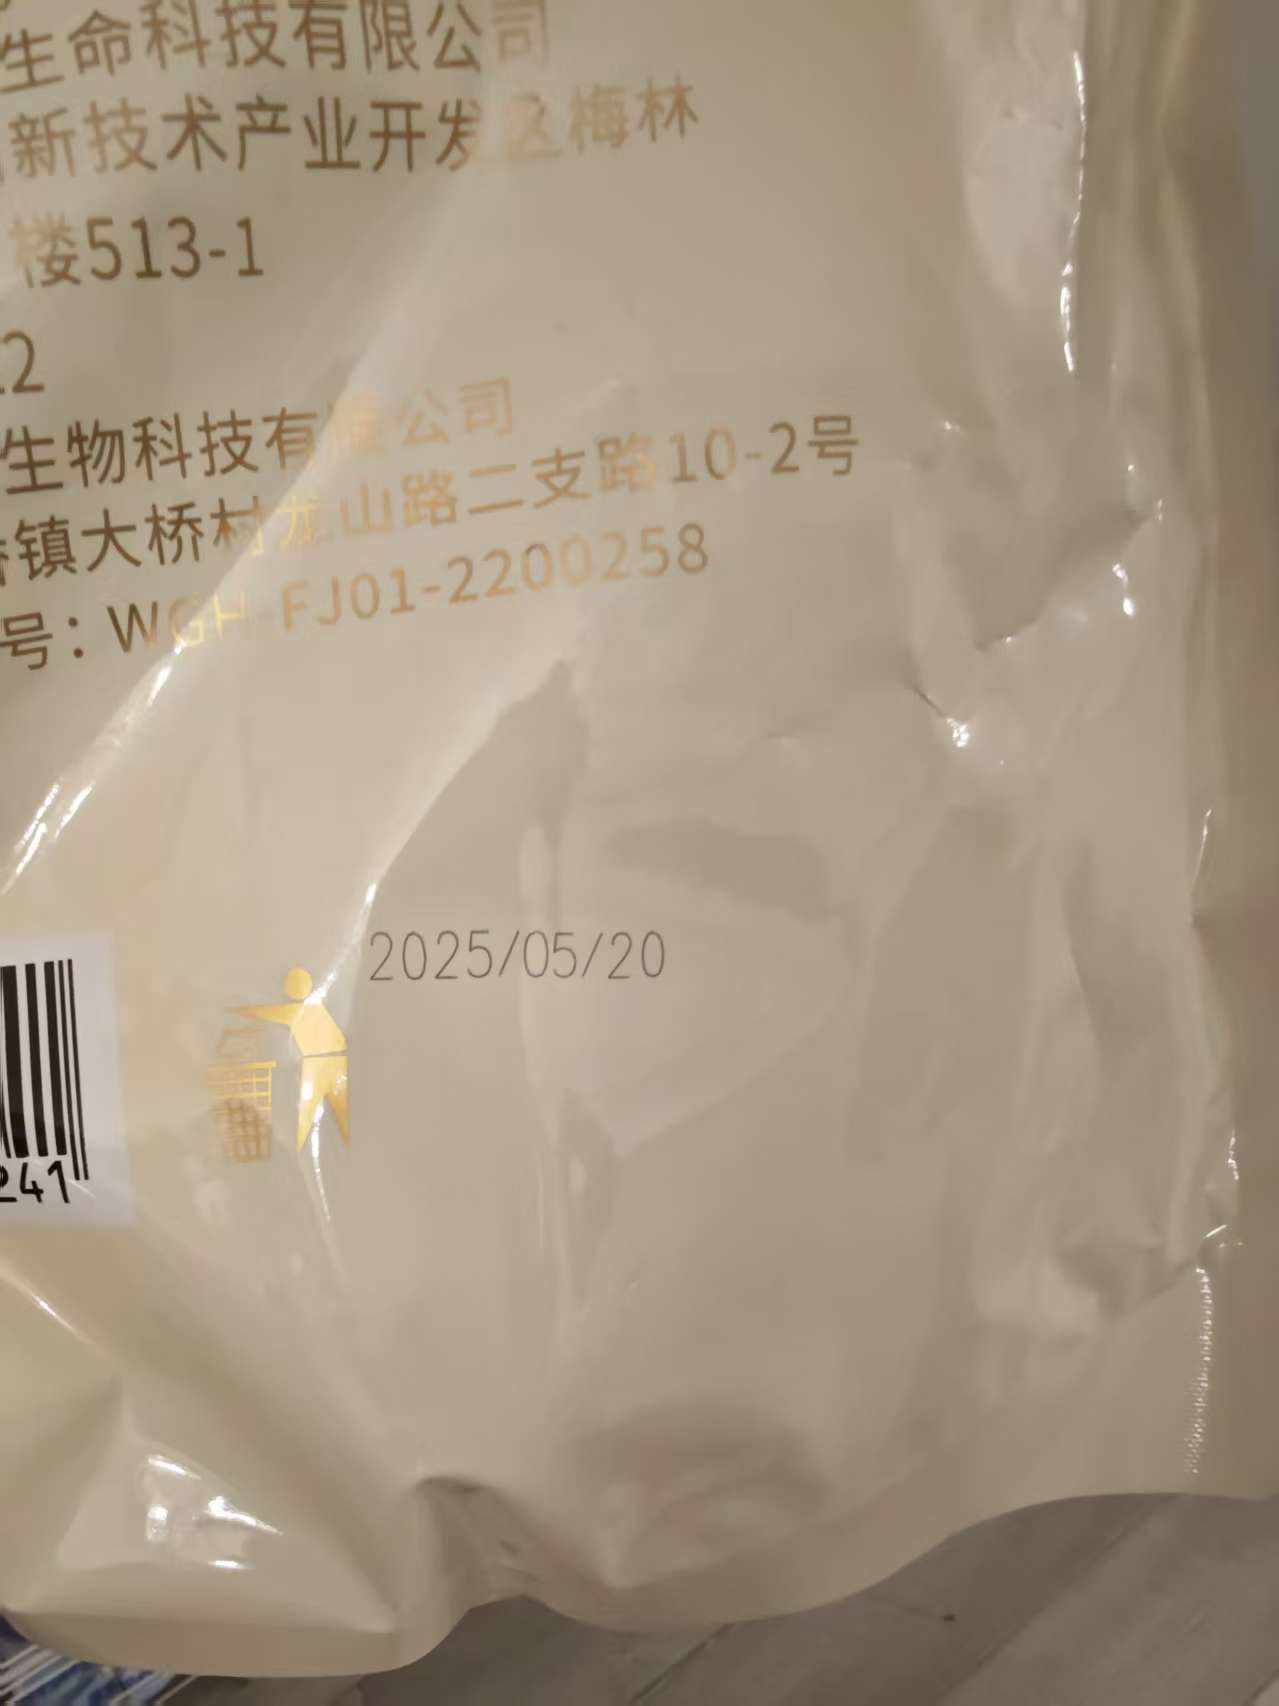 生命科技有限公司
新技术产业开发区梅林
楼513-1
2
生物科技有限公司
镇大桥村龙山路二支路10-2号
号：WGH-FJ01-2200258
2025/05/20
241